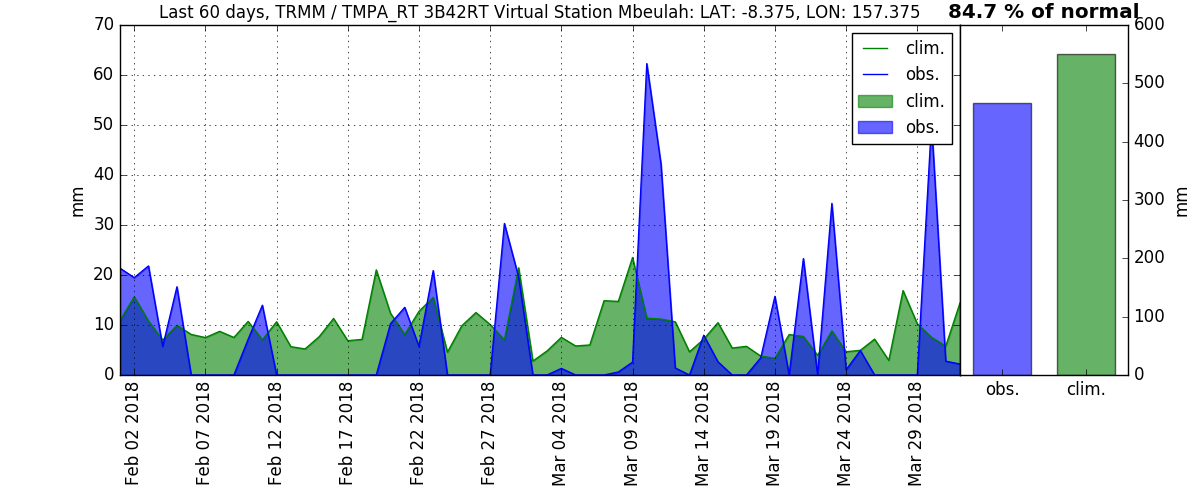 Last 60 days, TRMM / TMPA_RT 3B42RT Virtual Station Mbeulah: LAT: -8.375, LON: 157.375
84.7 % of normal
70
60
50
40
30
20
10
0
mm
clim.
obs.
clim.
obs.
600
500
400
300
200
100
0
mm
obs.
clim.
Feb 02 2018
Feb 07 2018
Feb 12 2018
Feb 17 2018
Feb 22 2018
Feb 27 2018
Mar 04 2018
Mar 09 2018
Mar 14 2018
Mar 19 2018
Mar 24 2018
Mar 29 2018